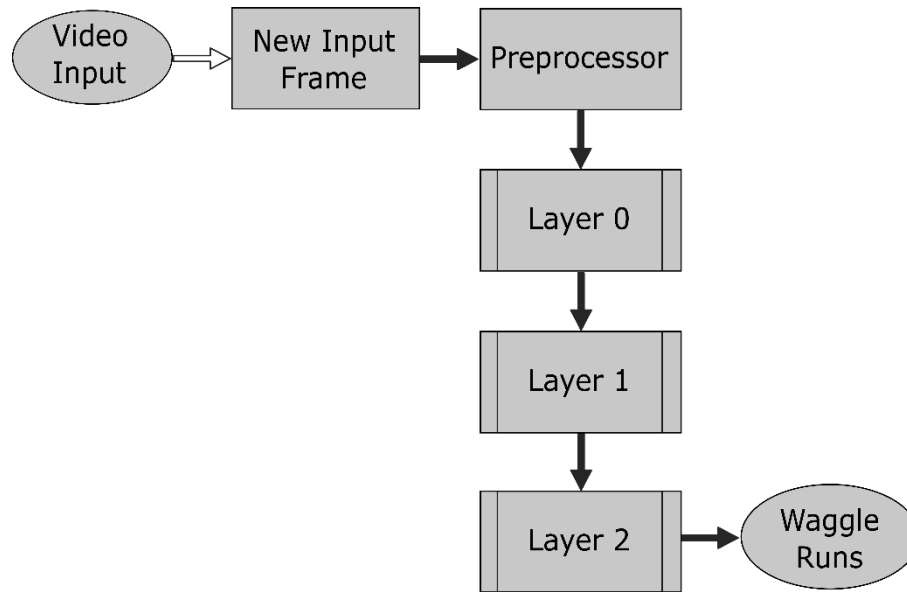 Video
Input
New Input
Frame
Preprocessor
Layer 0
Layer 1
Layer 2
Waggle
Runs